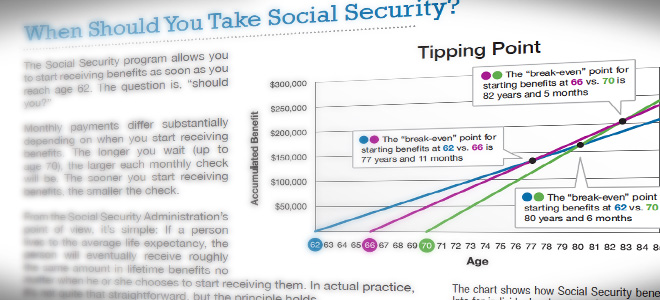 When Should You Take Social Security?
The Social Security program allows you
to start receiving benefits as soon as you
reach age 62. The question is, "should
you?"
Monthly payments differ substantially
depending on when you start receiving
benefits. The longer you wait (up to
age 70), the larger each monthly check
will be. The sooner you start receiving
benefits, the smaller the check.
From the Social Security Administration's
point of view, it's simple: If a person
lives to the average life expectancy, the
person will eventually receive roughly
the same amount in lifetime benefits no
matter when he or she chooses to start receiving them. In actual practice,
it's not quite that straightforward, but the principle holds.
Tipping Point
Accumulated Benefit
$300,000
$250,000
$200,000
$150,000
$100,000
$50,000
The "break-even" point for
starting benefits at 66 vs. 70 is
82 years and 5 months
The "break-even" point for
starting benefits at 62 vs. 66 is
77 years and 11 months
The "break-even" point
starting benefits at 62 vs. 70
80 years and 6 months
62 63 64 65 66 67 68 69 70 71 72 73 74 75 76 77 78 79 80 81 82 83 84
Age
The chart shows how Social Security bene